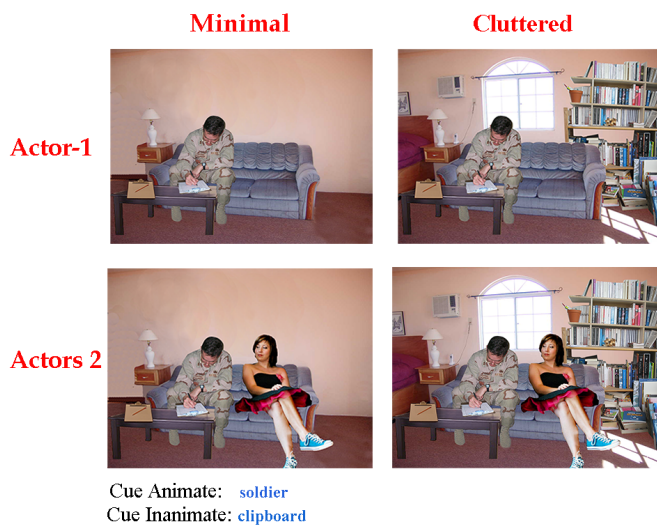 Minimal Cluttered
Actor-1
Actors 2
Cue Animate: soldier
Cue Inanimate: clipboard